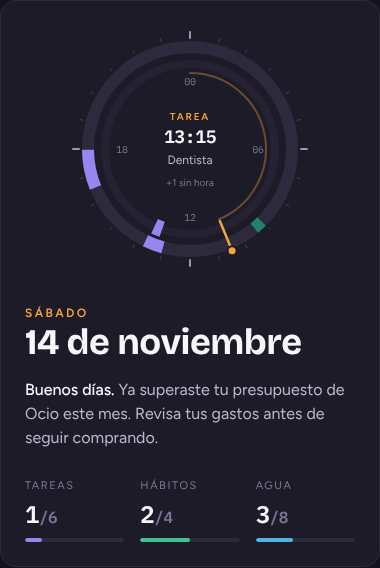 00
TAREA
13:15
18
Dentista
06
+1 sin hora
12
SÁBADO
14 de noviembre
Buenos días. Ya superaste tu presupuesto de
Ocio este mes. Revisa tus gastos antes de
seguir comprando.
TAREAS HÁBITOS AGUA
1/6 2/4 3/8